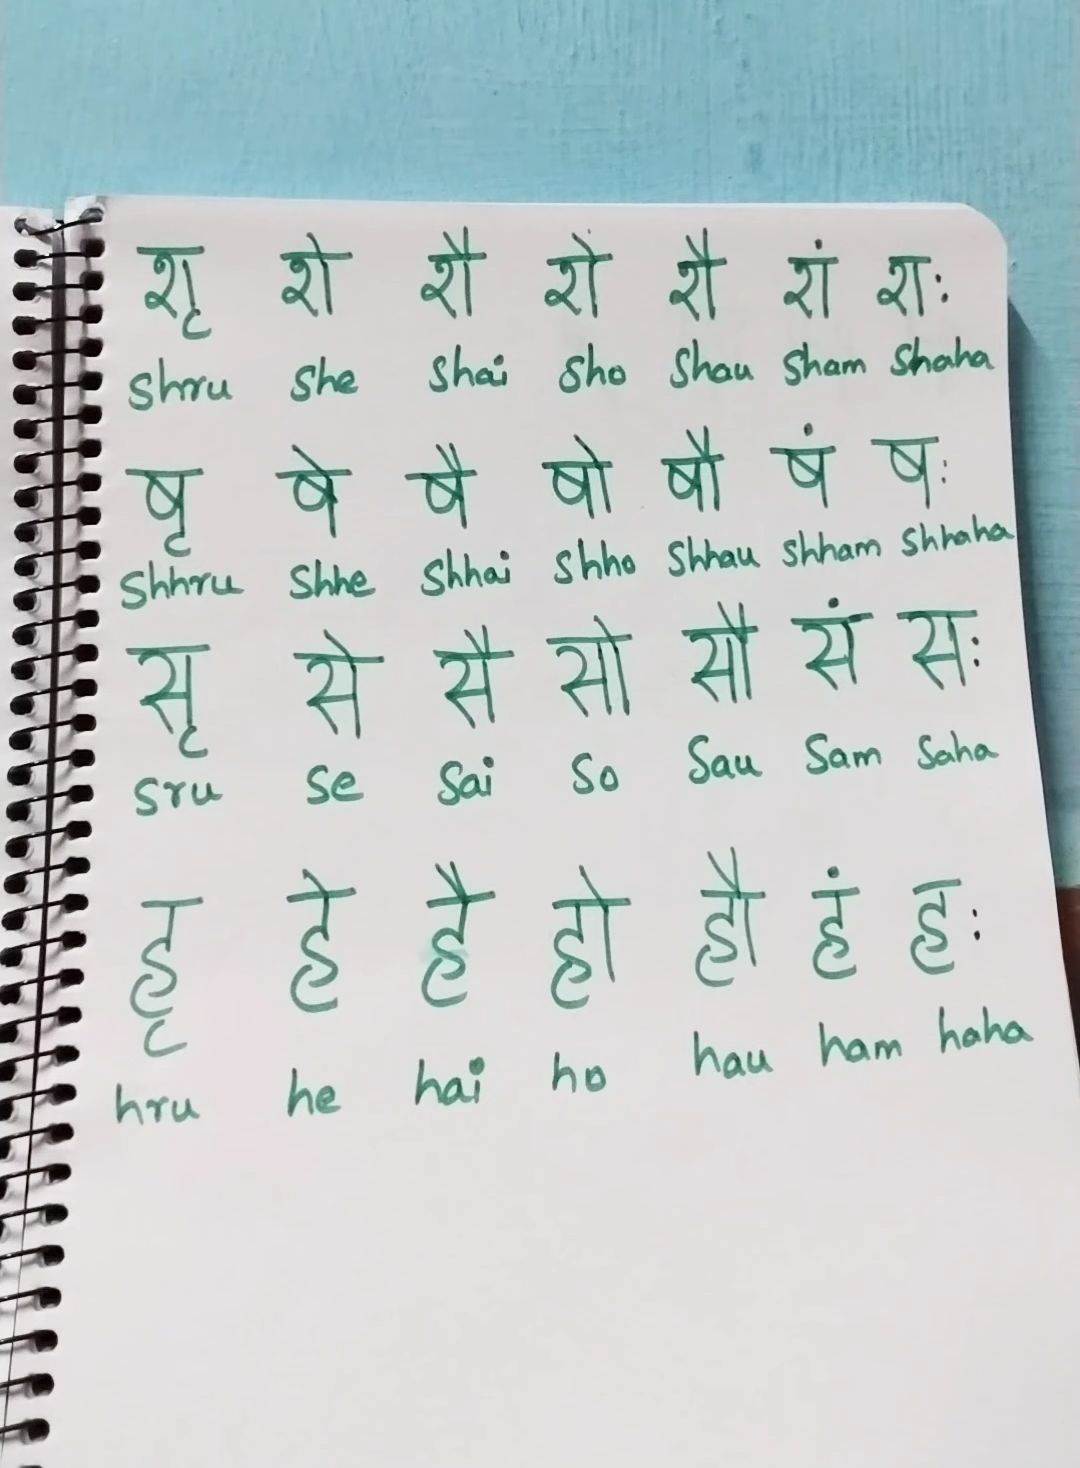 शृ शे शै शो शौ शं शः
shru she shai sho shau sham shaha
षृ षे षै षो षौ षं षः
shhru shhe shhai shho shhau shham shhaha
सृ से सै सो सौ सं सः
sru se sai so sau sam saha
हृ हे है हो हौ हं हः
hru he hai ho hau ham haha